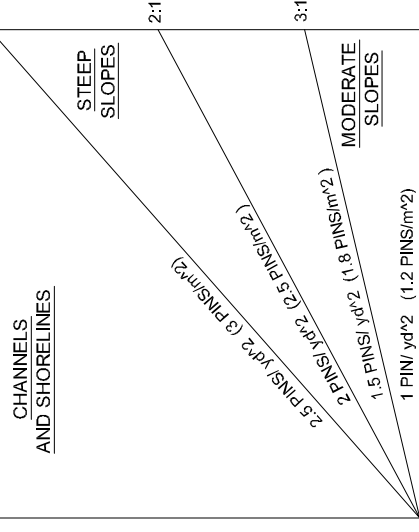 2:1
3:1
STEEP
SLOPES
MODERATE
SLOPES
CHANNELS
AND SHORELINES
2.5 PINS/ yd^2 (3 PINS/m^2)
2 PINS/ yd^2 (2.5 PINS/m^2 )
1.5 PINS/ yd^2 (1.8 PINS/m^2 )
1 PIN/ yd^2 (1.2 PINS/m^2)